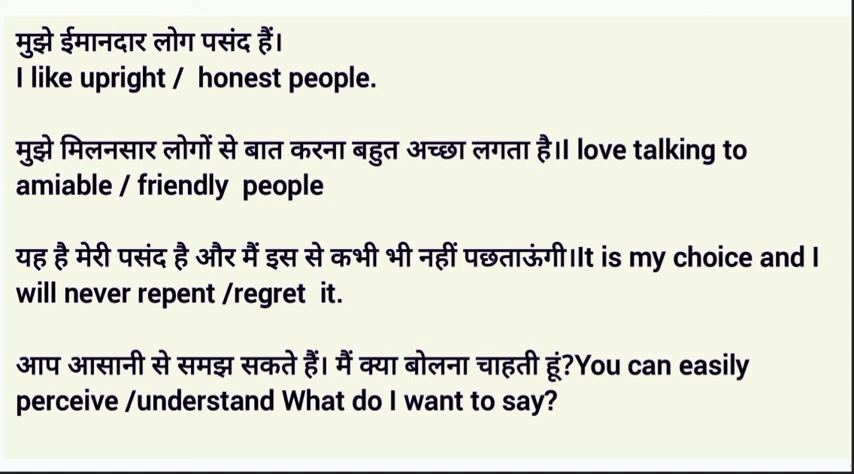 मुझे ईमानदार लोग पसंद हैं।
I like upright / honest people.
मुझे मिलनसार लोगों से बात करना बहुत अच्छा लगता है।I love talking to
amiable / friendly people
यह है मेरी पसंद है और मैं इस से कभी भी नहीं पछताऊंगी।It is my choice and I
will never repent /regret it.
आप आसानी से समझ सकते हैं। मैं क्या बोलना चाहती हूं?You can easily
perceive /understand What do I want to say?